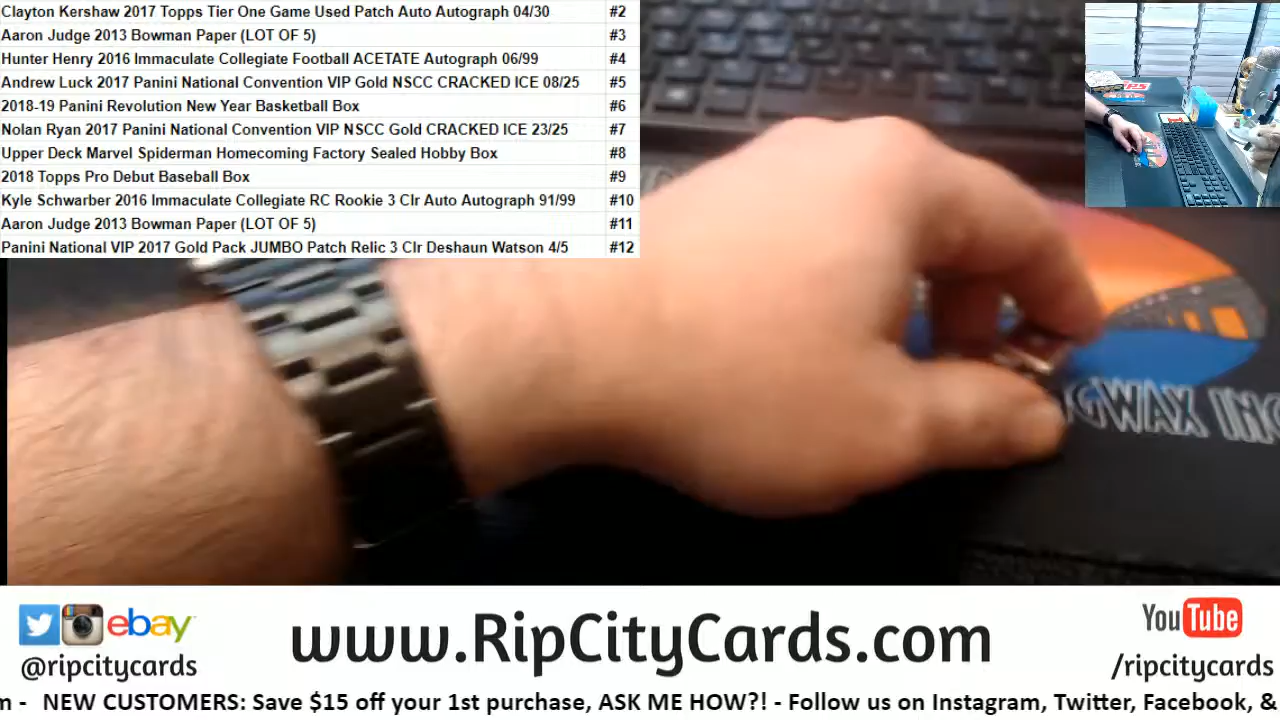 Clayton Kershaw 2017 Topps Tier One Game Used Patch Auto Autograph 04/30 #2
Aaron Judge 2013 Bowman Paper (LOT OF 5) #3
Hunter Henry 2016 Immaculate Collegiate Football ACETATE Autograph 06/99 #4
Andrew Luck 2017 Panini National Convention VIP Gold NSCC CRACKED ICE 08/25 #5
2018-19 Panini Revolution New Year Basketball Box #6
Nolan Ryan 2017 Panini National Convention VIP NSCC Gold CRACKED ICE 23/25 #7
Upper Deck Marvel Spiderman Homecoming Factory Sealed Hobby Box #8
2018 Topps Pro Debut Baseball Box #9
Kyle Schwarber 2016 Immaculate Collegiate RC Rookie 3 Clr Auto Autograph 91/99 #10
Aaron Judge 2013 Bowman Paper (LOT OF 5) #11
Panini National VIP 2017 Gold Pack JUMBO Patch Relic 3 Clr Deshaun Watson 4/5 #12
GWAX INC
ebay
@ripcitycards
www.RipCityCards.com
YouTube
/ripcitycards
m - NEW CUSTOMERS: Save $15 off your 1st purchase, ASK ME HOW?! - Follow us on Instagram, Twitter, Facebook, &